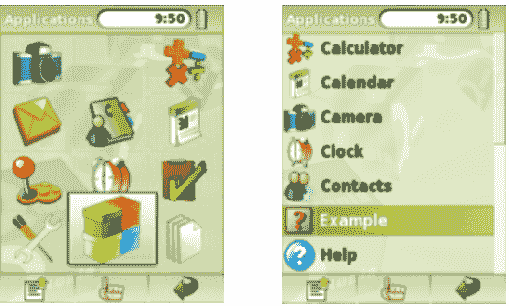 Applications 9:50
Applications 9:50
Calculator
Calendar
Camera
Clock
Contacts
Example
Help